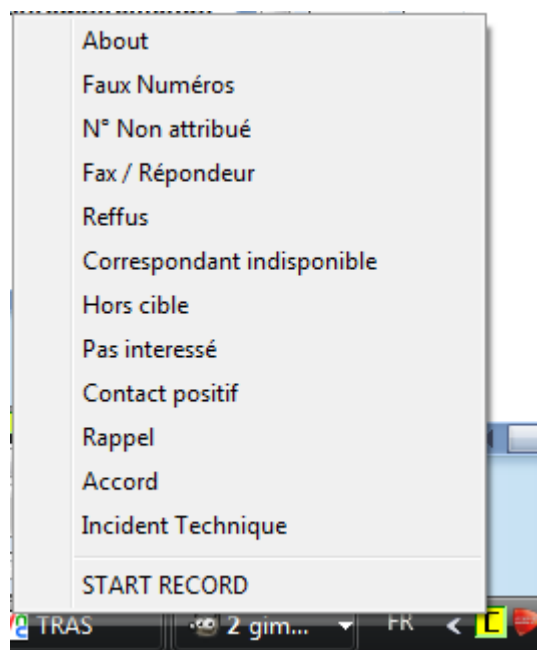 About
Faux Numéros
N° Non attribué
Fax / Répondeur
Reffus
Correspondant indisponible
Hors cible
Pas interessé
Contact positif
Rappel
Accord
Incident Technique
START RECORD
TRAS
2 gim...
FR